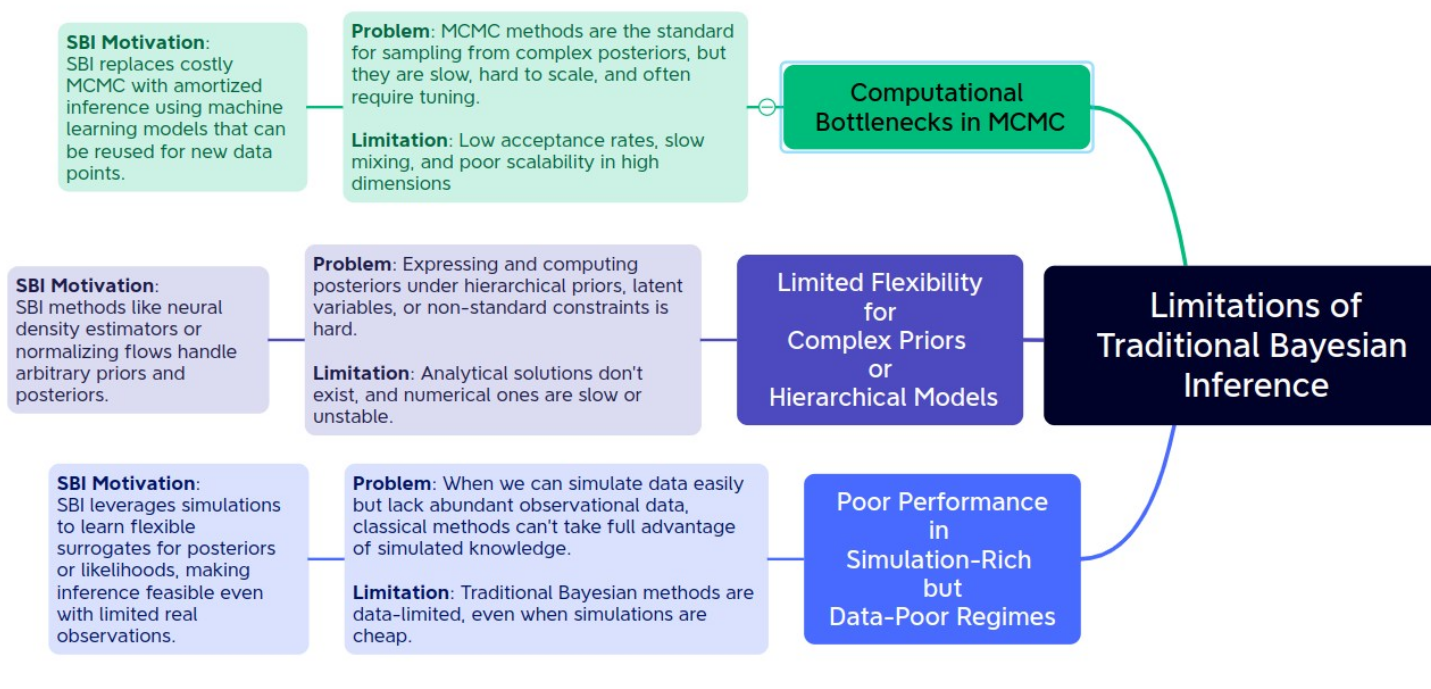 Limitations of
Traditional Bayesian
Inference
Computational
Bottlenecks in MCMC
Problem: MCMC methods are the standard
for sampling from complex posteriors, but
they are slow, hard to scale, and often
require tuning.
Limitation: Low acceptance rates, slow
mixing, and poor scalability in high
dimensions
SBI Motivation:
SBI replaces costly
MCMC with amortized
inference using machine
learning models that can
be reused for new data
points.
Limited Flexibility
for
Complex Priors
or
Hierarchical Models
Problem: Expressing and computing
posteriors under hierarchical priors, latent
variables, or non-standard constraints is
hard.
Limitation: Analytical solutions don't
exist, and numerical ones are slow or
unstable.
SBI Motivation:
SBI methods like neural
density estimators or
normalizing flows handle
arbitrary priors and
posteriors.
Poor Performance
in
Simulation-Rich
but
Data-Poor Regimes
Problem: When we can simulate data easily
but lack abundant observational data,
classical methods can't take full advantage
of simulated knowledge.
Limitation: Traditional Bayesian methods are
data-limited, even when simulations are
cheap.
SBI Motivation:
SBI leverages simulations
to learn flexible
surrogates for posteriors
or likelihoods, making
inference feasible even
with limited real
observations.